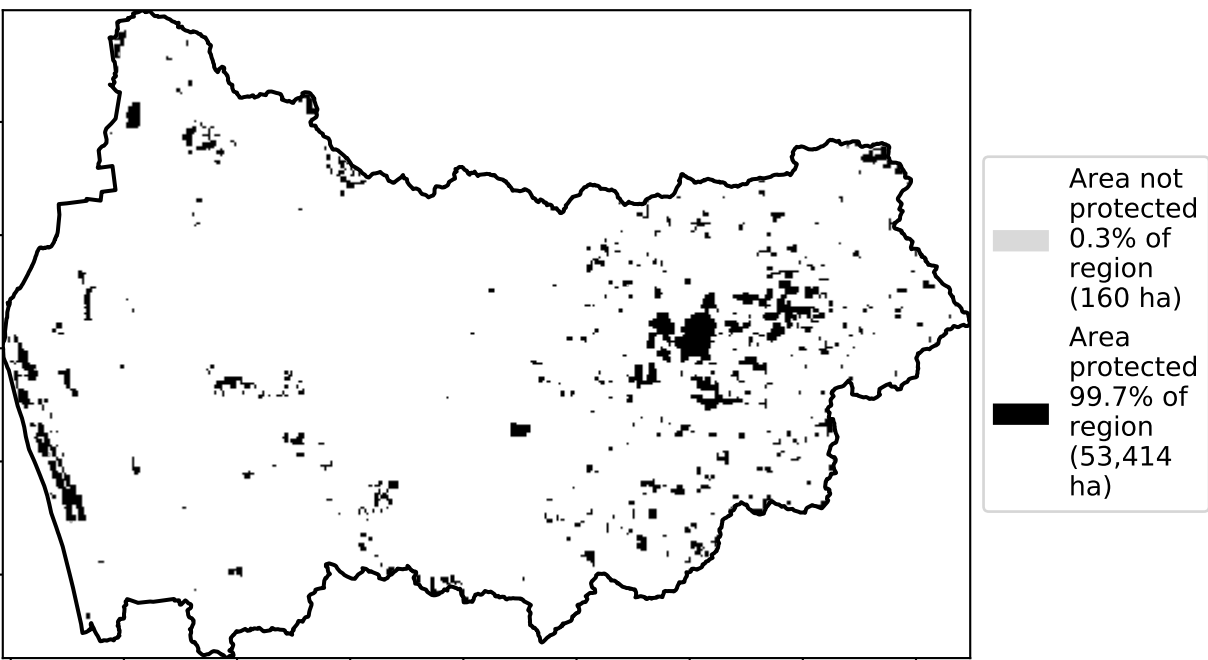 Area not
protected
0.3% of
region
(160 ha)
Area
protected
99.7% of
region
(53,414
ha)